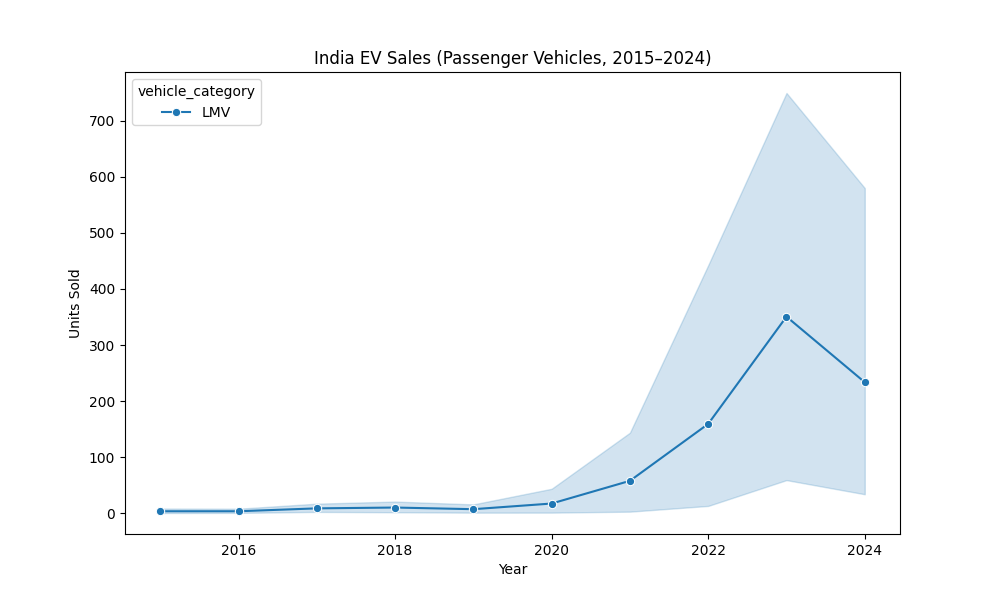 India EV Sales (Passenger Vehicles, 2015–2024)
vehicle_category
LMV
Units Sold
700
600
500
400
300
200
100
0
2016
2018
2020
2022
2024
Year